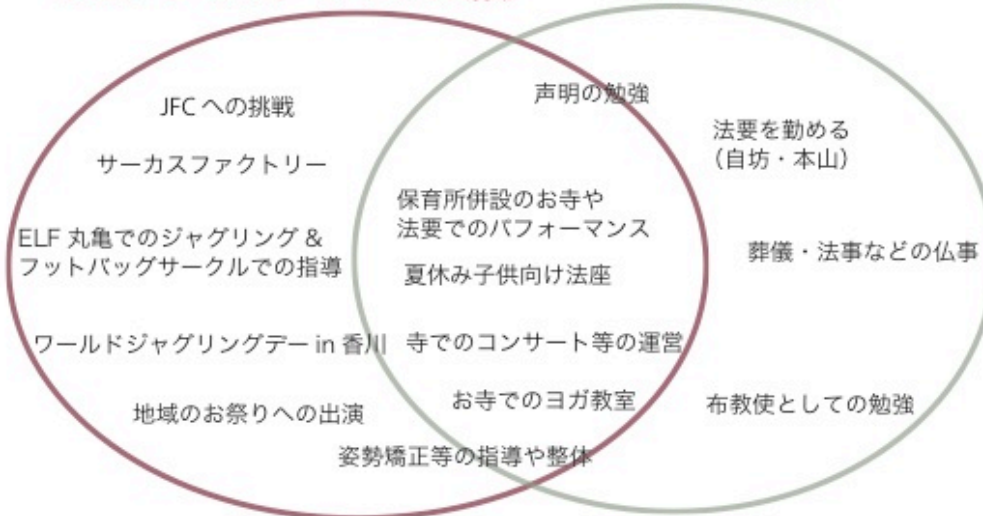 JFC への挑戦
サーカスファクトリー
ELF 丸亀でのジャグリング &
フットバッグサークルでの指導
ワールドジャグリングデー in 香川
地域のお祭りへの出演
声明の勉強
保育所併設のお寺や
法要でのパフォーマンス
夏休み子供向け法座
寺でのコンサート等の運営
お寺でのヨガ教室
姿勢矯正等の指導や整体
法要を勤める
（自坊・本山）
葬儀・法事などの仏事
布教使としての勉強